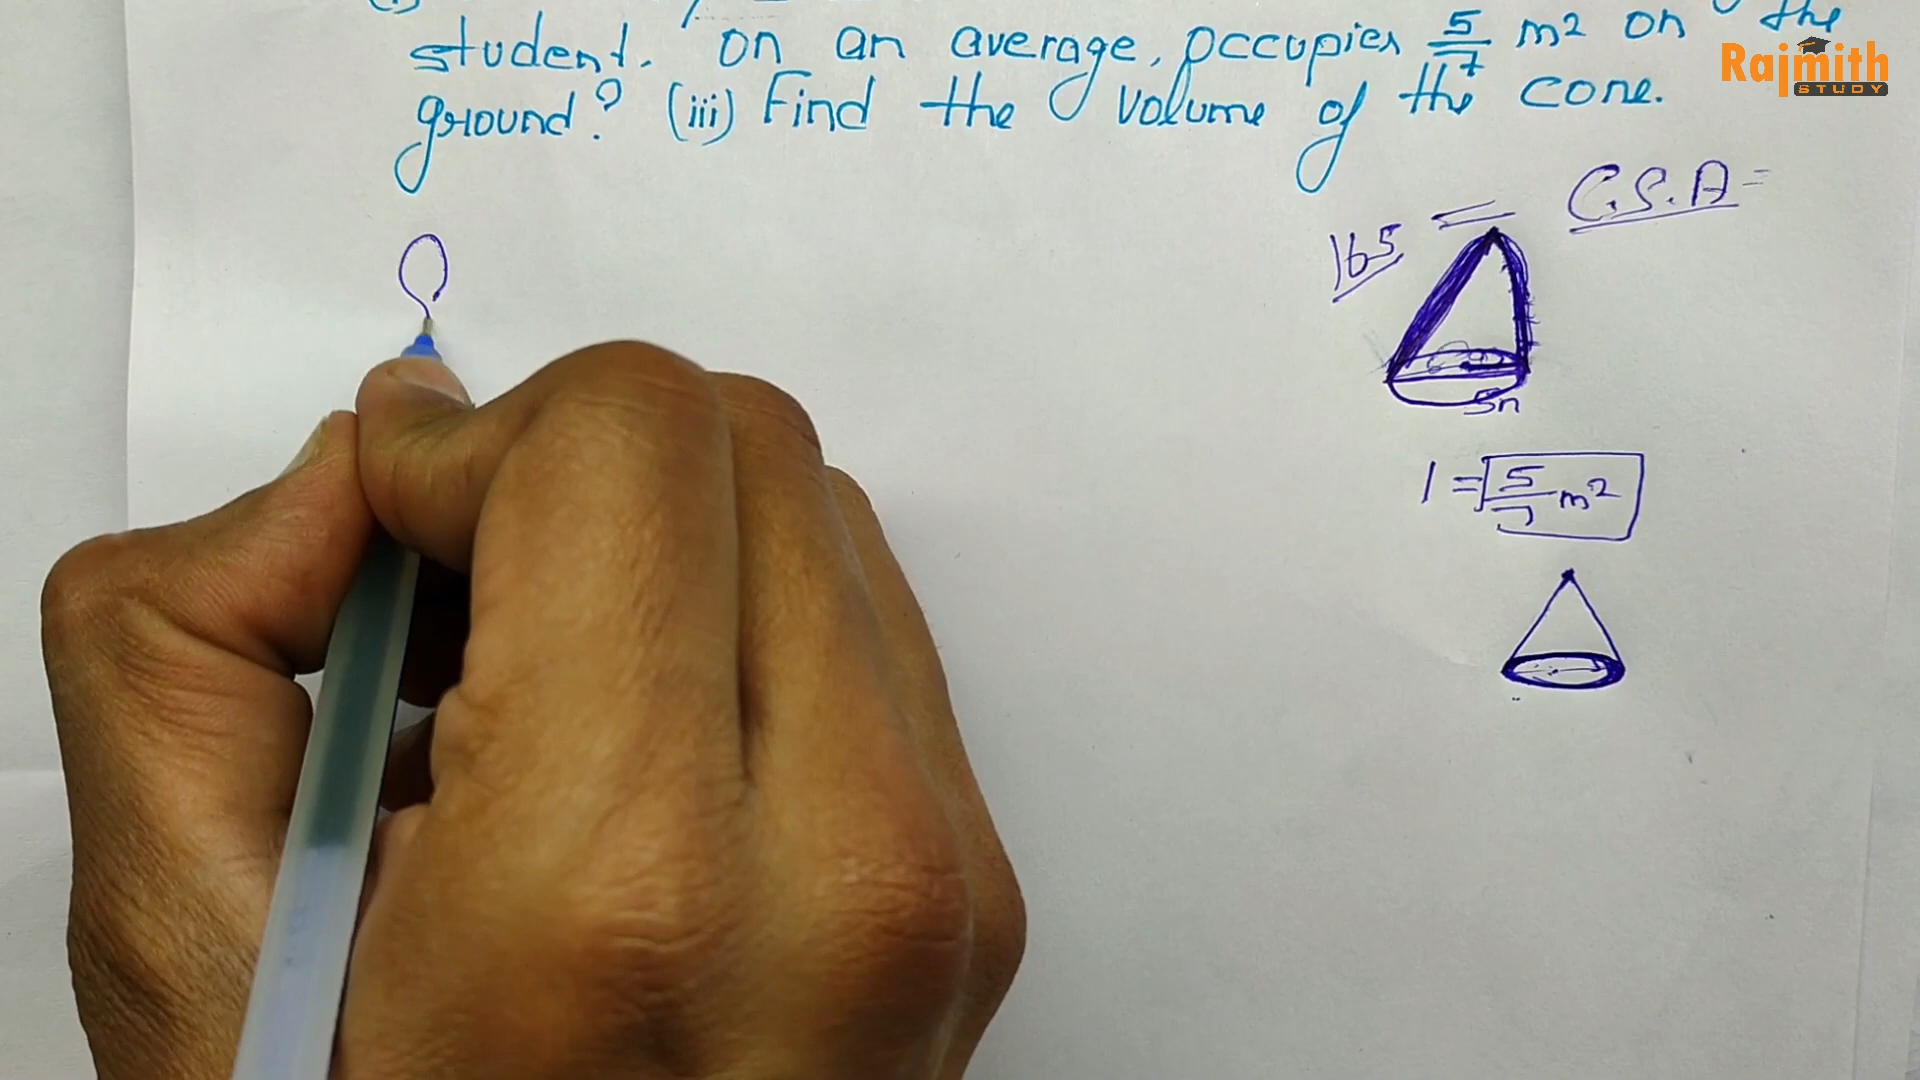 the
student. on an average, occupies 5/7 m2 on
ground? (iii) Find the volume of the cone.
Rajmith
STUDY
C.S.A =
165
5m
1 = 5/7 m2